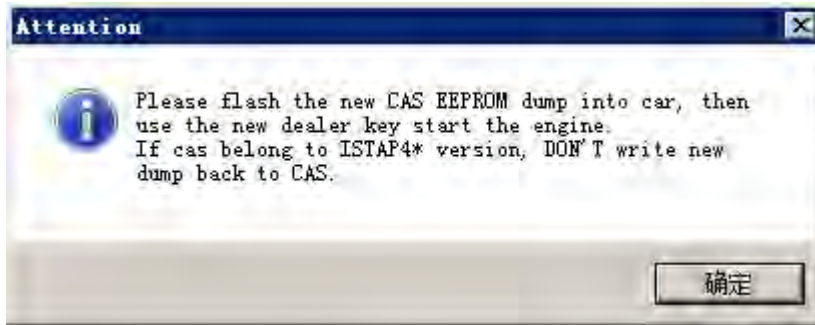 Attention
Please flash the new CAS EEPROM dump into car, then
use the new dealer key start the engine.
If cas belong to ISTAP4* version, DON'T write new
dump back to CAS.
确定